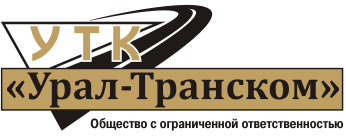 УТК
«Урал-Транском»
Общество с ограниченной ответственностью